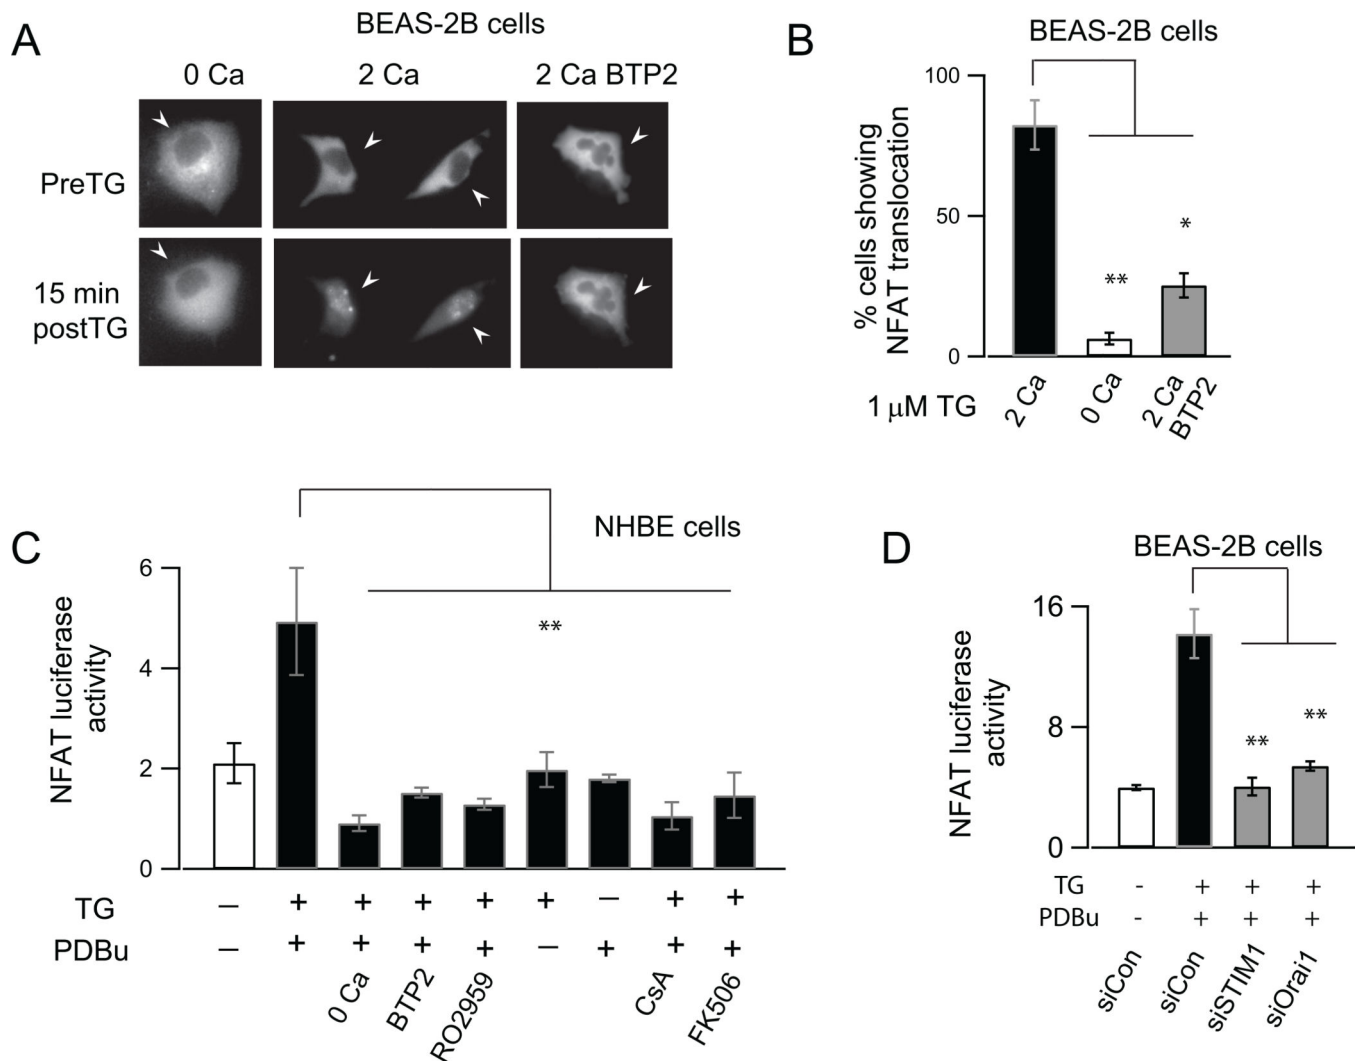 A
BEAS-2B cells
0 Ca
2 Ca
2 Ca BTP2
PreTG
15 min
postTG
B
BEAS-2B cells
% cells showing
NFAT translocation
100
50
0
**
*
1 μM TG
2 Ca
0 Ca
2 Ca
BTP2
C
NHBE cells
NFAT luciferase
activity
6
4
2
0
**
TG – + + + + + – + +
PDBu – + + + + – + + +
0 Ca
BTP2
RO2959
CsA
FK506
D
BEAS-2B cells
NFAT luciferase
activity
16
8
0
**
**
TG - + + +
PDBu - + + +
siCon
siCon
siSTIM1
siOrai1